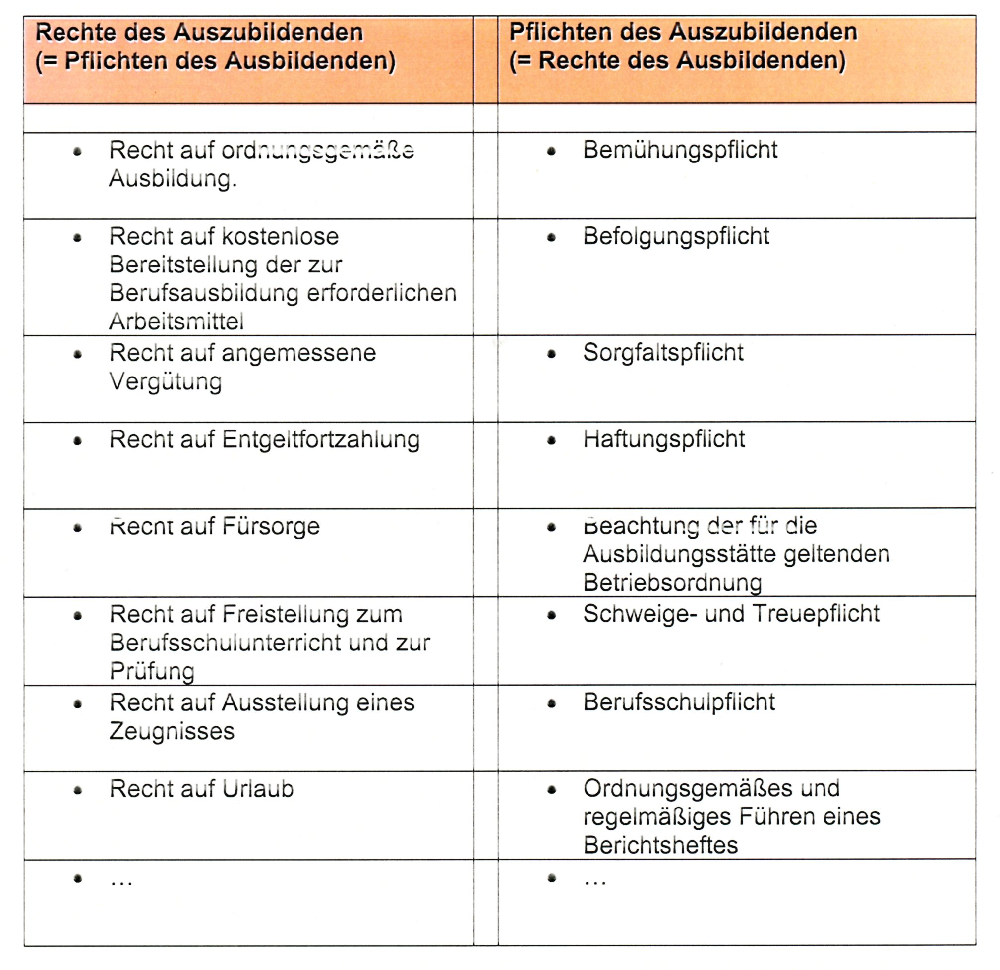 Rechte des Auszubildenden
(= Pflichten des Ausbildenden)
Pflichten des Auszubildenden
(= Rechte des Ausbildenden)
• Recht auf ordnungsgemäße
Ausbildung.
• Bemühungspflicht
• Recht auf kostenlose
Bereitstellung der zur
Berufsausbildung erforderlichen
Arbeitsmittel
• Befolgungspflicht
• Recht auf angemessene
Vergütung
• Sorgfaltspflicht
• Recht auf Entgeltfortzahlung
• Haftungspflicht
• Recht auf Fürsorge
• Beachtung der für die
Ausbildungsstätte geltenden
Betriebsordnung
• Recht auf Freistellung zum
Berufsschulunterricht und zur
Prüfung
• Schweige- und Treuepflicht
• Recht auf Ausstellung eines
Zeugnisses
• Berufsschulpflicht
• Recht auf Urlaub
• Ordnungsgemäßes und
regelmäßiges Führen eines
Berichtsheftes
• ...
• ...